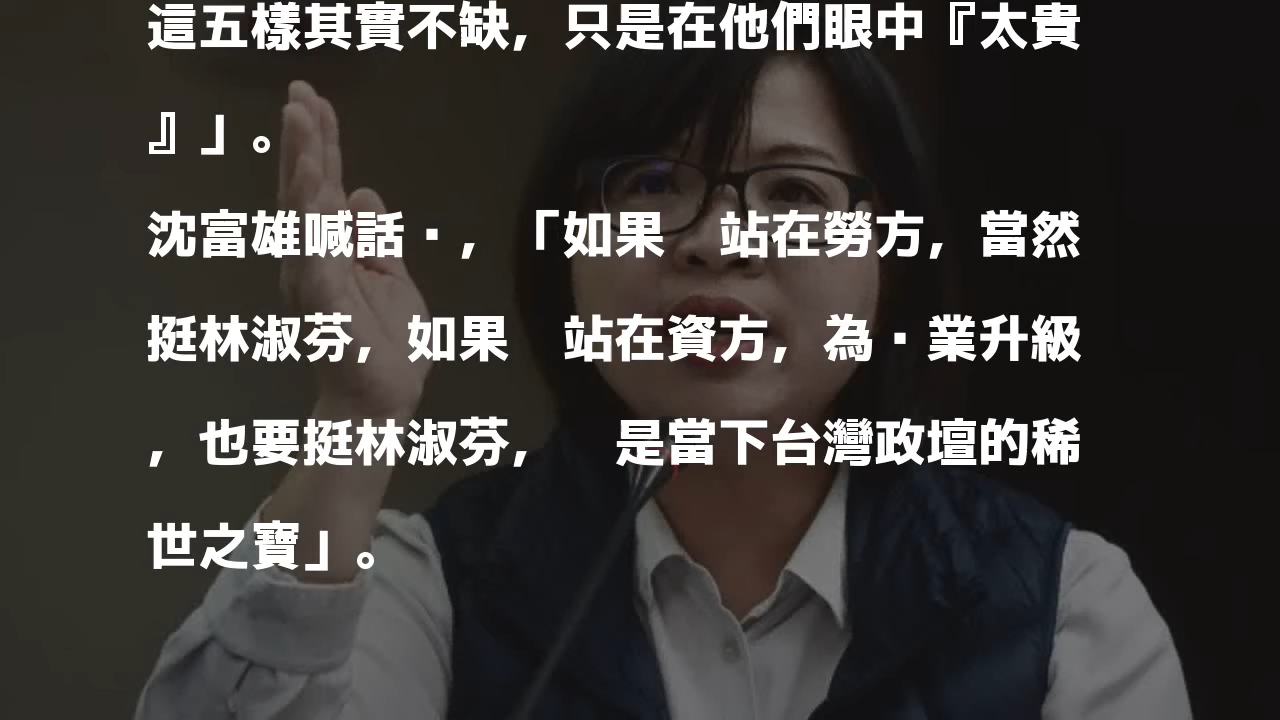 這五樣其實不缺，只是在他們眼中『太貴
』」。
沈富雄喊話▪，「如果　站在勞方，當然
挺林淑芬，如果　站在資方，為▪業升級
，也要挺林淑芬，　是當下台灣政壇的稀
世之寶」。